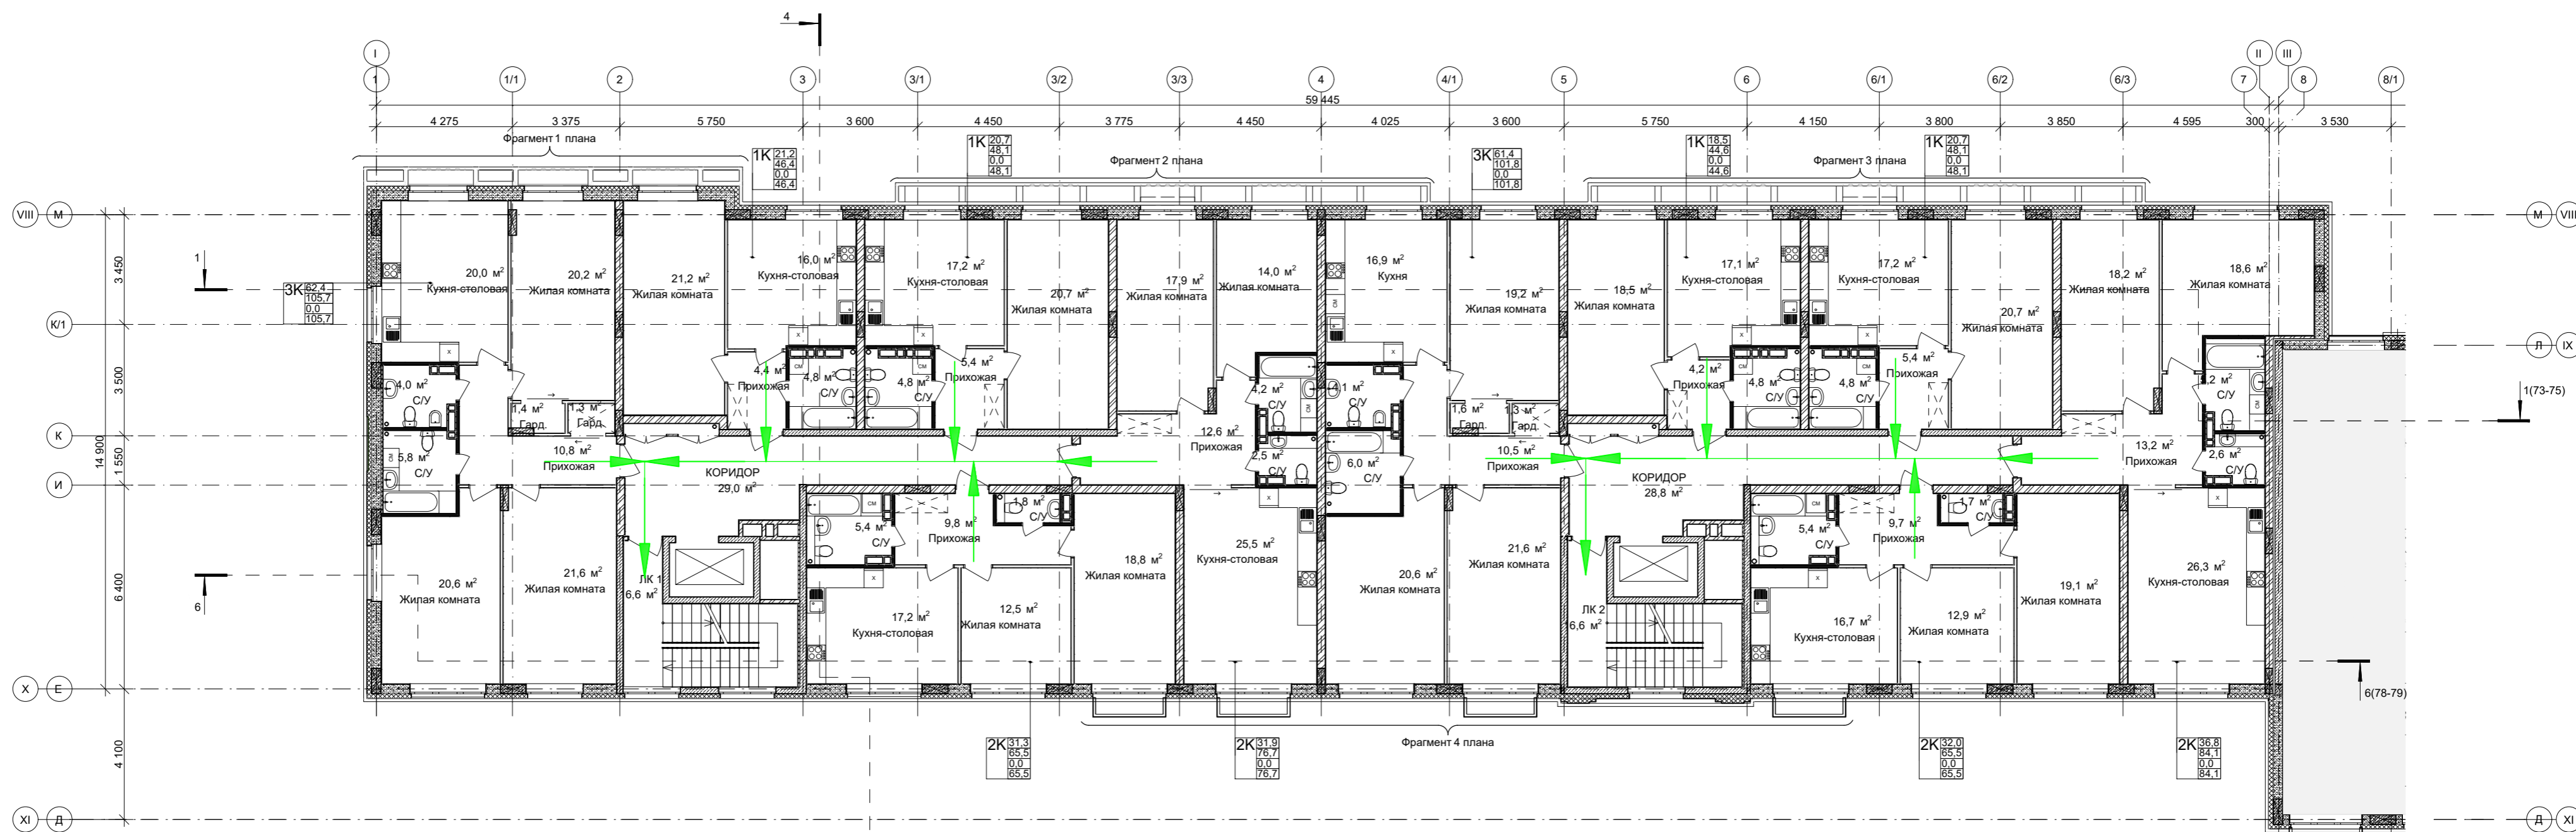 4
I
II
III
1
1/1
2
3
3/1
3/2
3/3
4
4/1
5
6
6/1
6/2
6/3
7
8
8/1
59 445
4 275
3 375
5 750
3 600
4 450
3 775
4 450
4 025
3 600
5 750
4 150
3 800
3 850
4 595
300
3 530
Фрагмент 1 плана
Фрагмент 2 плана
Фрагмент 3 плана
1К
21,2
46,4
0,0
46,4
1К
20,7
48,1
0,0
48,1
3К
61,4
101,8
0,0
101,8
1К
18,5
44,6
0,0
44,6
1К
20,7
48,1
0,0
48,1
VIII
М
М
VIII
1
3 450
3К
62,4
105,7
0,0
105,7
К/1
Л
IX
3 500
1(73-75)
К
14 900
1 550
И
6
6 400
X
Е
6(78-79)
4 100
XI
Д
Д
XI
20,0 м²
Кухня-столовая
20,2 м²
Жилая комната
21,2 м²
Жилая комната
16,0 м²
Кухня-столовая
17,2 м²
Кухня-столовая
20,7 м²
Жилая комната
17,9 м²
Жилая комната
14,0 м²
Жилая комната
16,9 м²
Кухня
19,2 м²
Жилая комната
18,5 м²
Жилая комната
17,1 м²
Кухня-столовая
17,2 м²
Кухня-столовая
20,7 м²
Жилая комната
18,2 м²
Жилая комната
18,6 м²
Жилая комната
4,0 м²
С/У
5,8 м²
С/У
1,4 м²
Гард.
1,3 м²
Гард.
10,8 м²
Прихожая
4,4 м²
Прихожая
4,8 м²
С/У
4,8 м²
С/У
5,4 м²
Прихожая
12,6 м²
Прихожая
4,2 м²
С/У
2,5 м²
С/У
4,1 м²
С/У
6,0 м²
С/У
1,6 м²
Гард.
1,3 м²
Гард.
10,5 м²
Прихожая
4,2 м²
Прихожая
4,8 м²
С/У
4,8 м²
С/У
5,4 м²
Прихожая
13,2 м²
Прихожая
С/У
2,6 м²
С/У
КОРИДОР
29,0 м²
КОРИДОР
28,8 м²
20,6 м²
Жилая комната
21,6 м²
Жилая комната
ЛК 1
6,6 м²
5,4 м²
С/У
9,8 м²
Прихожая
1,8 м²
С/У
17,2 м²
Кухня-столовая
12,5 м²
Жилая комната
18,8 м²
Жилая комната
25,5 м²
Кухня-столовая
20,6 м²
Жилая комната
21,6 м²
Жилая комната
ЛК 2
6,6 м²
5,4 м²
С/У
9,7 м²
Прихожая
1,7 м²
С/У
16,7 м²
Кухня-столовая
12,9 м²
Жилая комната
19,1 м²
Жилая комната
26,3 м²
Кухня-столовая
2К
31,3
65,5
0,0
65,5
2К
31,9
76,7
0,0
76,7
Фрагмент 4 плана
2К
32,0
65,5
0,0
65,5
2К
36,8
84,1
0,0
84,1